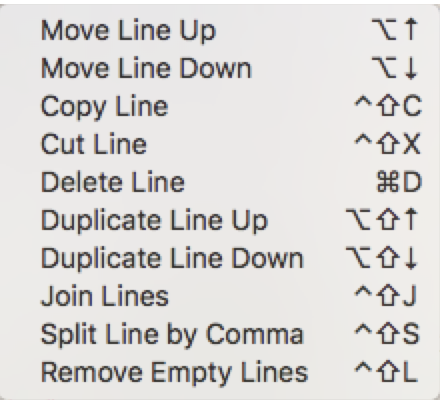 Move Line Up ⌥↑
Move Line Down ⌥↓
Copy Line ^⇧C
Cut Line ^⇧X
Delete Line ⌘D
Duplicate Line Up ⌥⇧↑
Duplicate Line Down ⌥⇧↓
Join Lines ^⇧J
Split Line by Comma ^⇧S
Remove Empty Lines ^⇧L